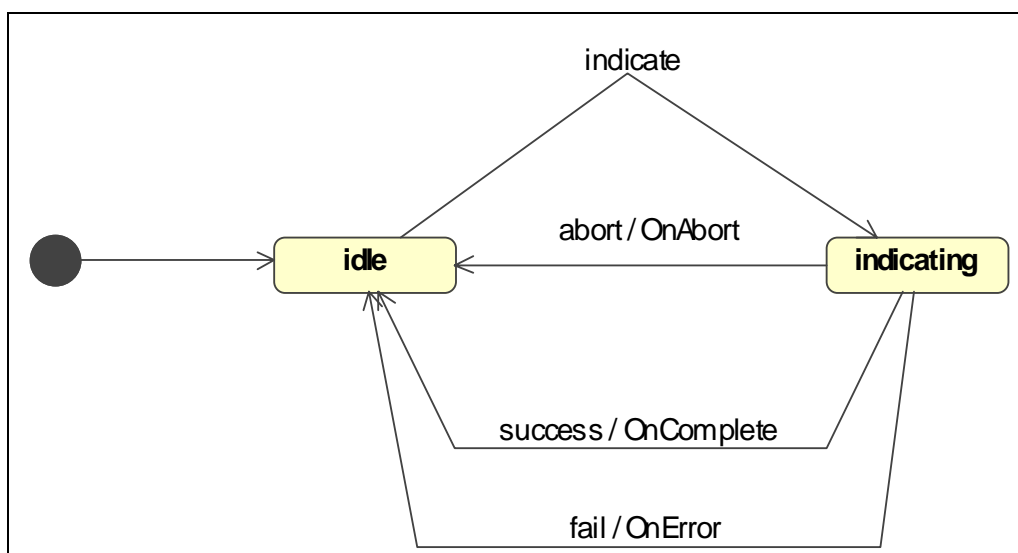 indicate
abort / OnAbort
idle
indicating
success / OnComplete
fail / OnError